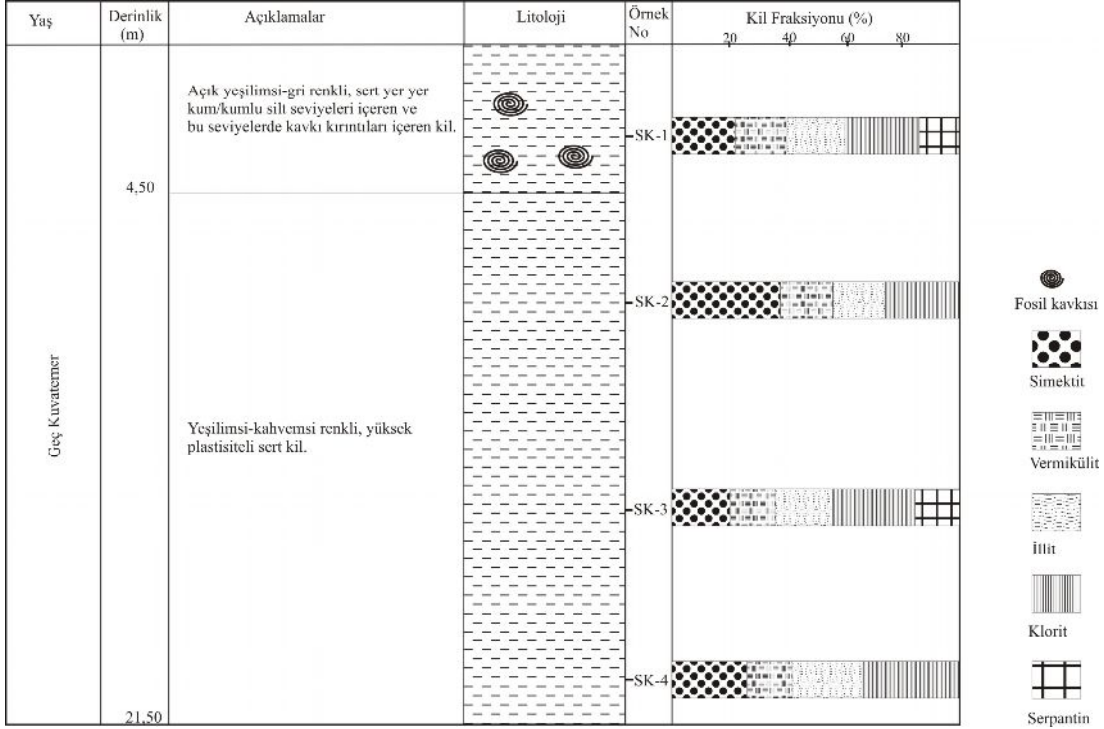 Yaş
Derinlik
(m)
Açıklamalar
Litoloji
Örnek
No
Kil Fraksiyonu (%)
20 40 60 80
Açık yeşilimsi-gri renkli, sert yer yer
kum/kumlu silt seviyeleri içeren ve
bu seviyelerde kavkı kırıntıları içeren kil.
SK-1
4,50
SK-2
Geç Kuvaterner
Yeşilimsi-kahvemsi renkli, yüksek
plastisiteli sert kil.
SK-3
SK-4
21,50
Fosil kavkısı
Simektit
Vermikülit
İllit
Klorit
Serpantin